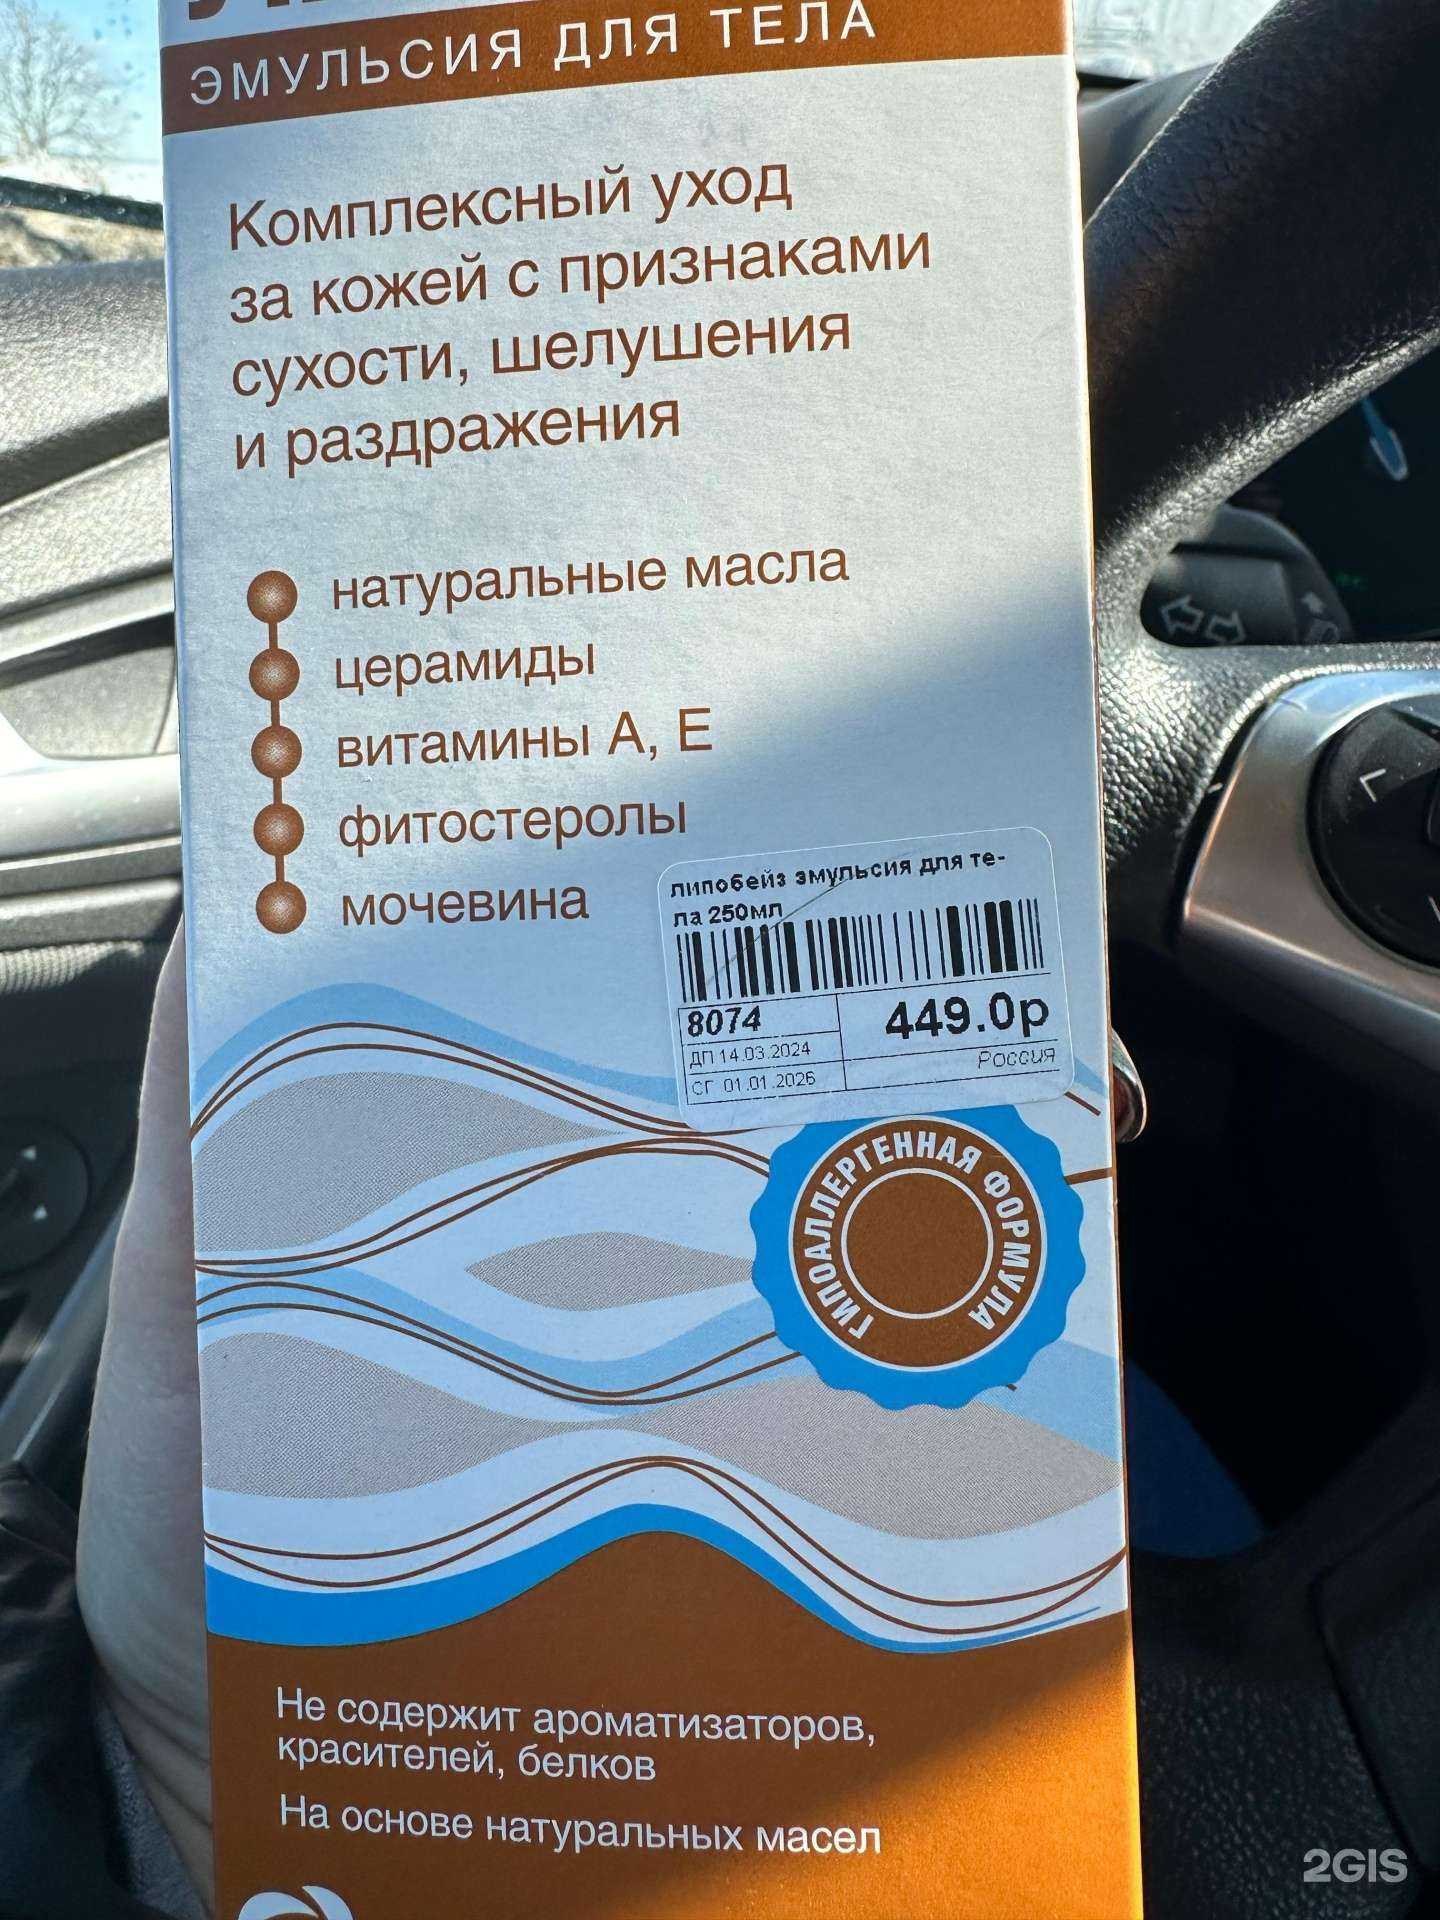 ЭМУЛЬСИЯ ДЛЯ ТЕЛА
Комплексный уход
за кожей с признаками
сухости, шелушения
и раздражения
натуральные масла
церамиды
витамины А, Е
фитостеролы
мочевина
липобейз эмульсия для те-
ла 250мл
8074
449.0р
ДП 14.03.2024
Россия
СГ 01.01.2026
ГИПОАЛЛЕРГЕННАЯ ФОРМУЛА
Не содержит ароматизаторов,
красителей, белков
На основе натуральных масел
2GIS